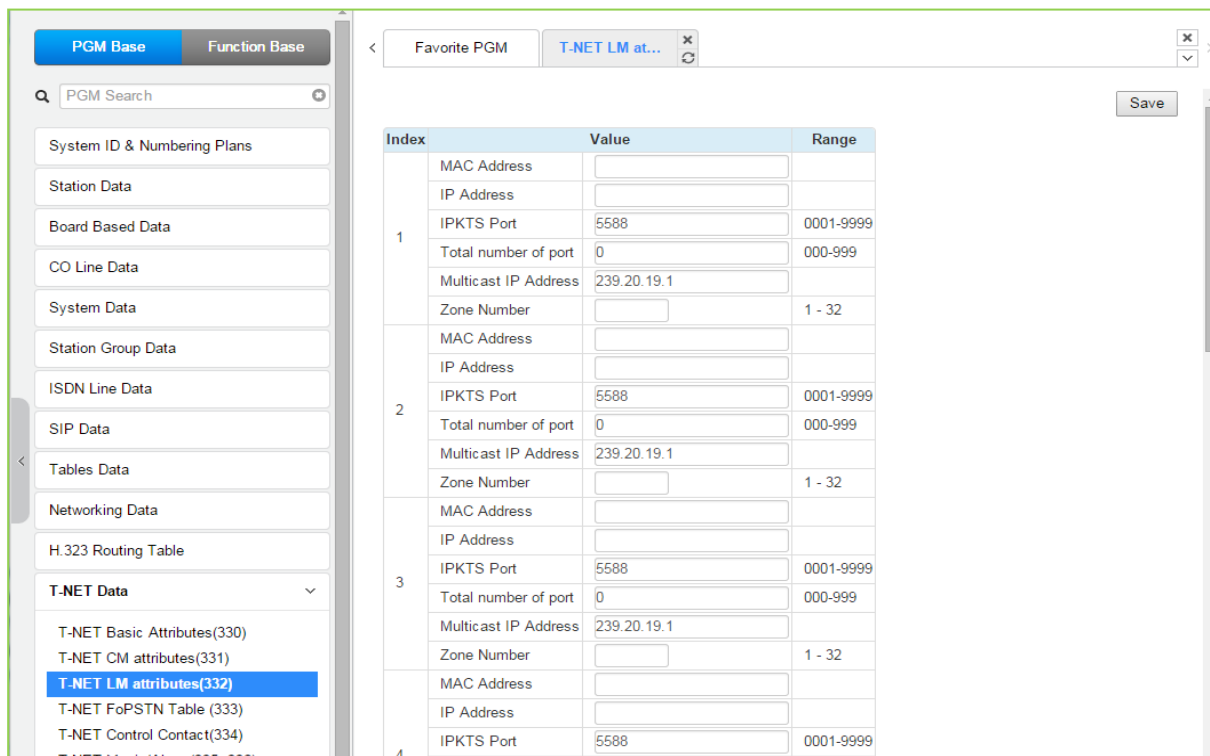 PGM Base Function Base
PGM Search
System ID & Numbering Plans
Station Data
Board Based Data
CO Line Data
System Data
Station Group Data
ISDN Line Data
SIP Data
Tables Data
Networking Data
H.323 Routing Table
T-NET Data
T-NET Basic Attributes(330)
T-NET CM attributes(331)
T-NET LM attributes(332)
T-NET FoPSTN Table (333)
T-NET Control Contact(334)
Favorite PGM T-NET LM at...
Save
Index Value Range
1
MAC Address
IP Address
IPKTS Port 5588 0001-9999
Total number of port 0 000-999
Multicast IP Address 239.20.19.1
Zone Number 1 - 32
2
MAC Address
IP Address
IPKTS Port 5588 0001-9999
Total number of port 0 000-999
Multicast IP Address 239.20.19.1
Zone Number 1 - 32
3
MAC Address
IP Address
IPKTS Port 5588 0001-9999
Total number of port 0 000-999
Multicast IP Address 239.20.19.1
Zone Number 1 - 32
4
MAC Address
IP Address
IPKTS Port 5588 0001-9999